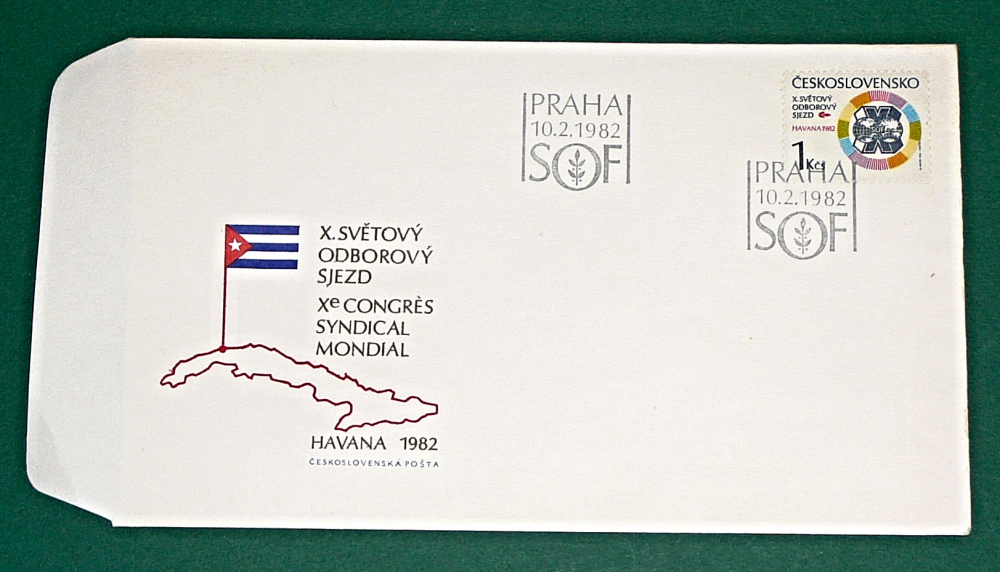 PRAHA
10.2.1982
SOF
ČESKOSLOVENSKO
X.SVĚTOVÝ
ODBOROVÝ
SJEZD
HAVANA 1982
1 Kčs
PRAHA
10.2.1982
SOF
X.SVĚTOVÝ
ODBOROVÝ
SJEZD
Xe CONGRÈS
SYNDICAL
MONDIAL
HAVANA 1982
ČESKOSLOVENSKÁ POŠTA